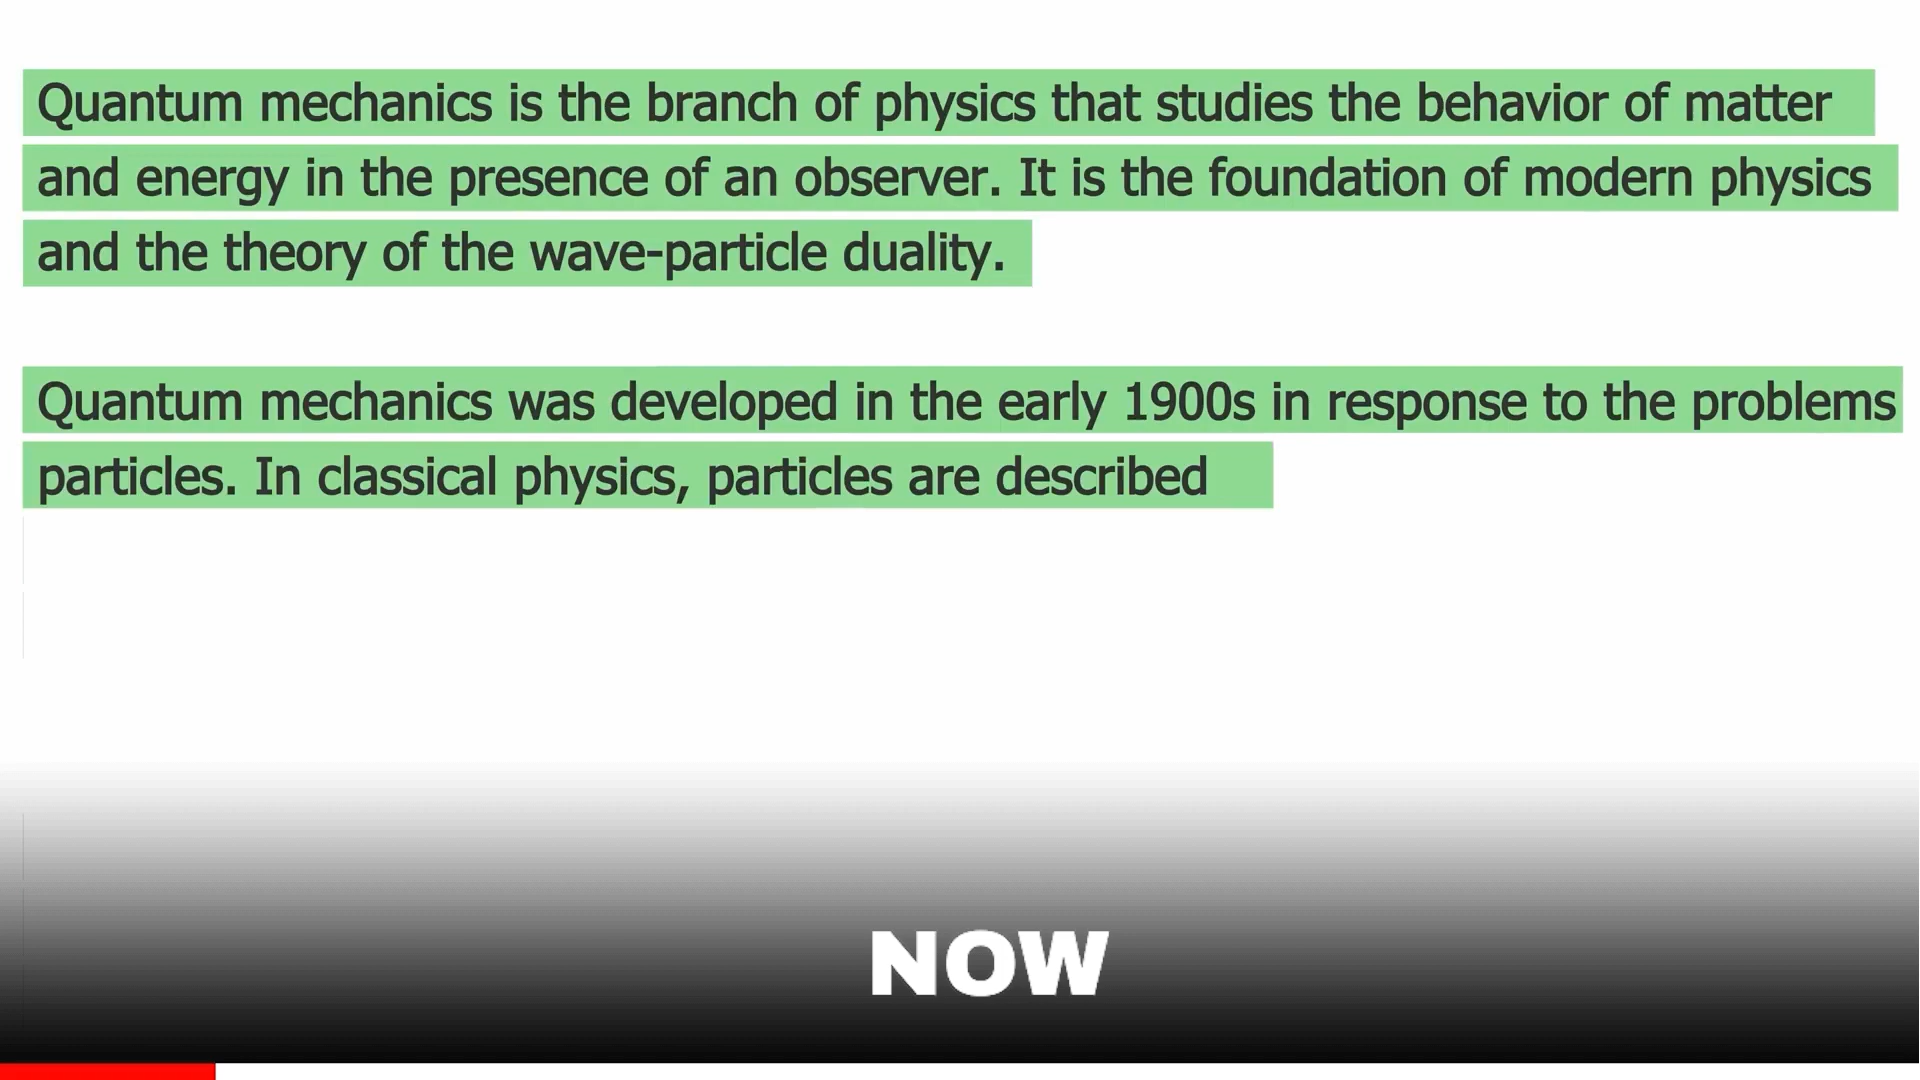 Quantum mechanics is the branch of physics that studies the behavior of matter
and energy in the presence of an observer. It is the foundation of modern physics
and the theory of the wave-particle duality.
Quantum mechanics was developed in the early 1900s in response to the problems
particles. In classical physics, particles are described
NOW